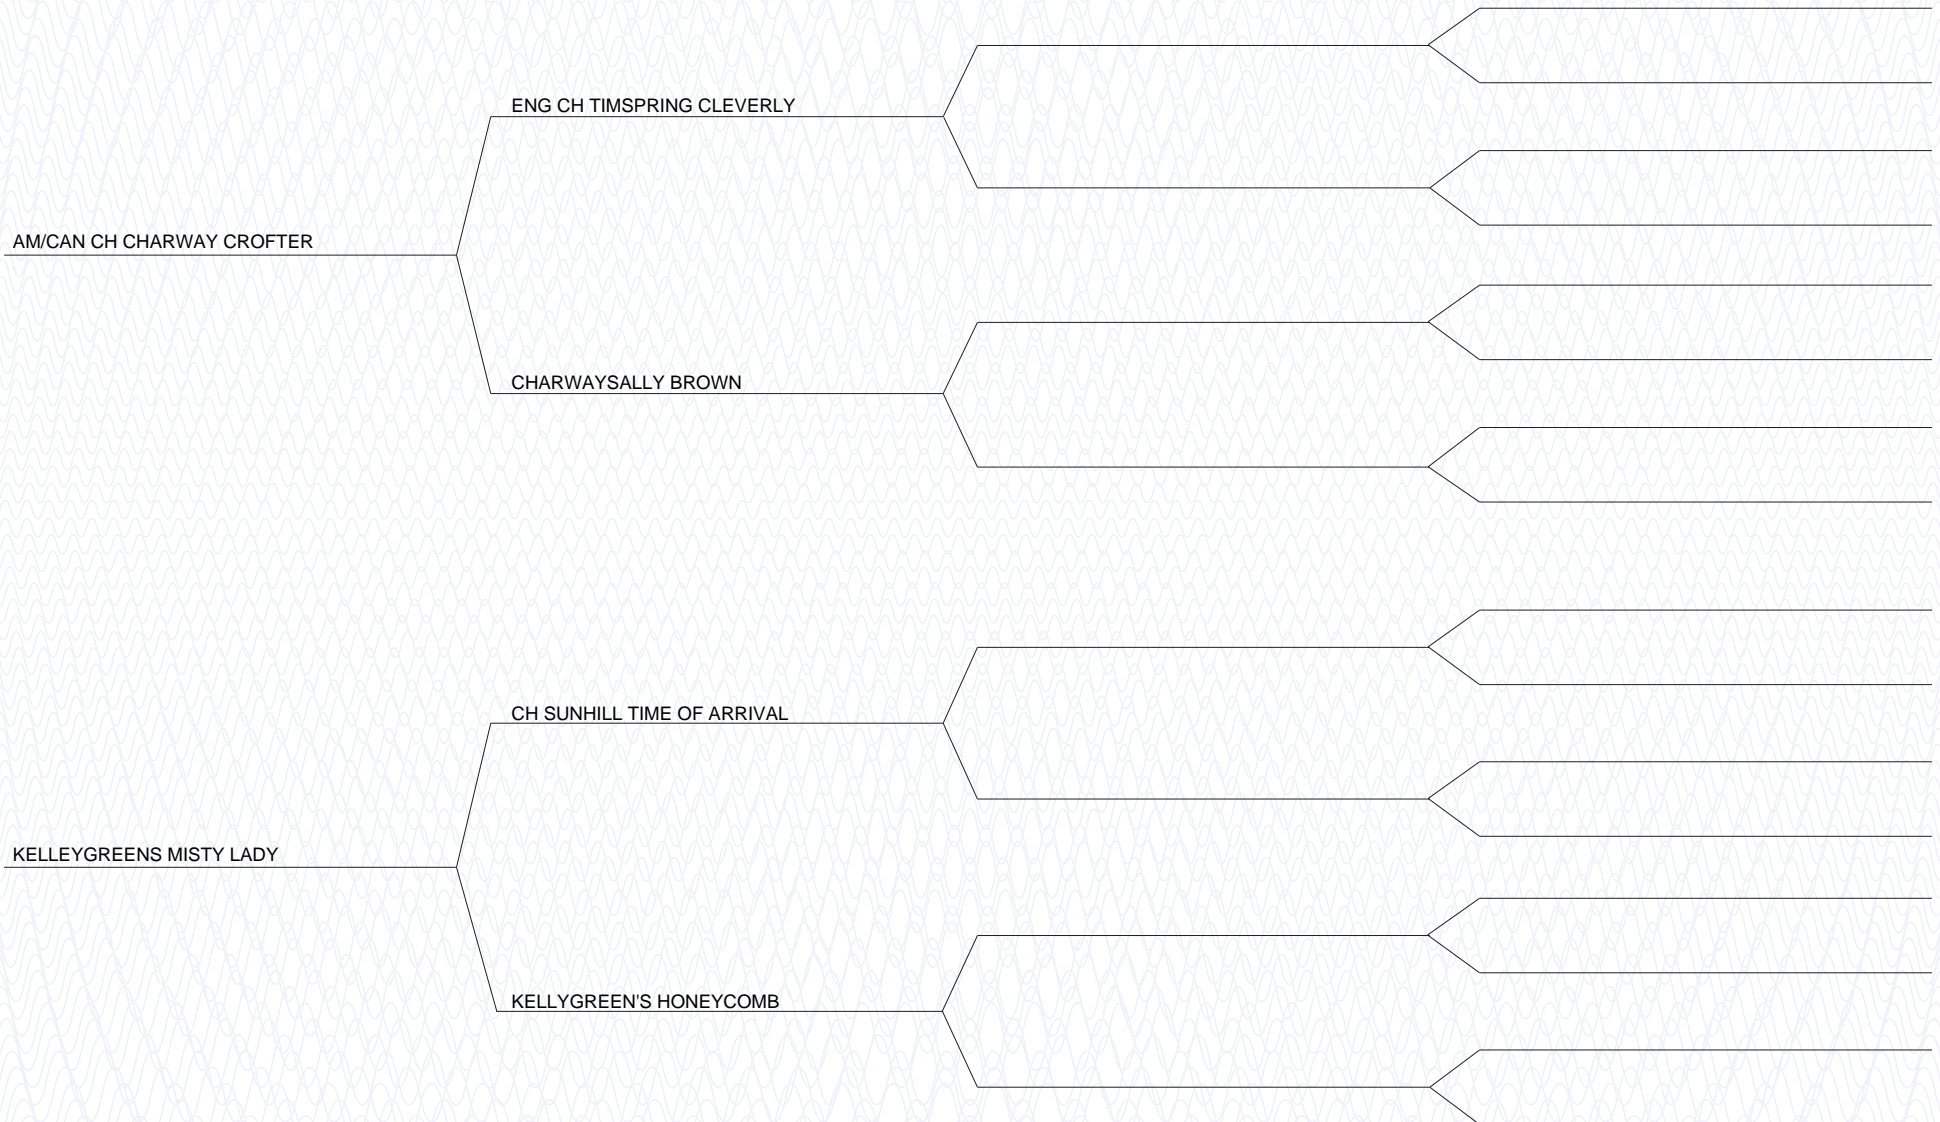 ENG CH TIMSPRING CLEVERLY
AM/CAN CH CHARWAY CROFTER
CHARWAYSALLY BROWN
CH SUNHILL TIME OF ARRIVAL
KELLEYGREENS MISTY LADY
KELLYGREEN'S HONEYCOMB